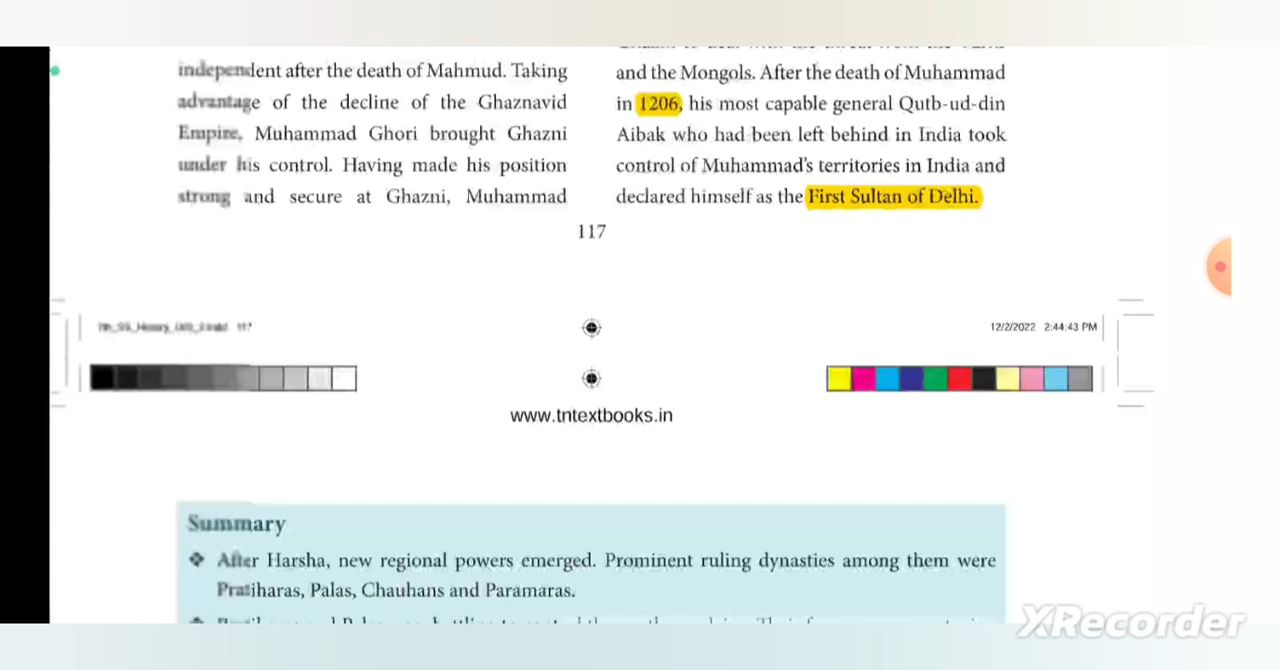 independent after the death of Mahmud. Taking
advantage of the decline of the Ghaznavid
Empire, Muhammad Ghori brought Ghazni
under his control. Having made his position
strong and secure at Ghazni, Muhammad
and the Mongols. After the death of Muhammad
in 1206, his most capable general Qutb-ud-din
Aibak who had been left behind in India took
control of Muhammad's territories in India and
declared himself as the First Sultan of Delhi.
117
12/2/2022 2:44:43 PM
www.tntextbooks.in
Summary
❖ After Harsha, new regional powers emerged. Prominent ruling dynasties among them were
Pratiharas, Palas, Chauhans and Paramaras.
XRecorder